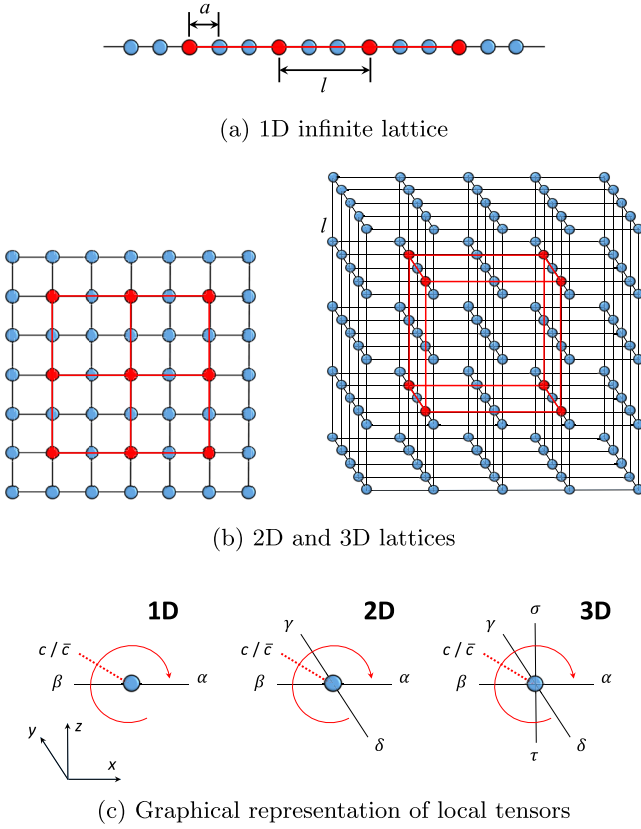 a
l
(a) 1D infinite lattice
l
(b) 2D and 3D lattices
1D 2D 3D
c / c̄ β α
γ c / c̄ β α δ
σ γ c / c̄ β α τ δ
y z x
(c) Graphical representation of local tensors